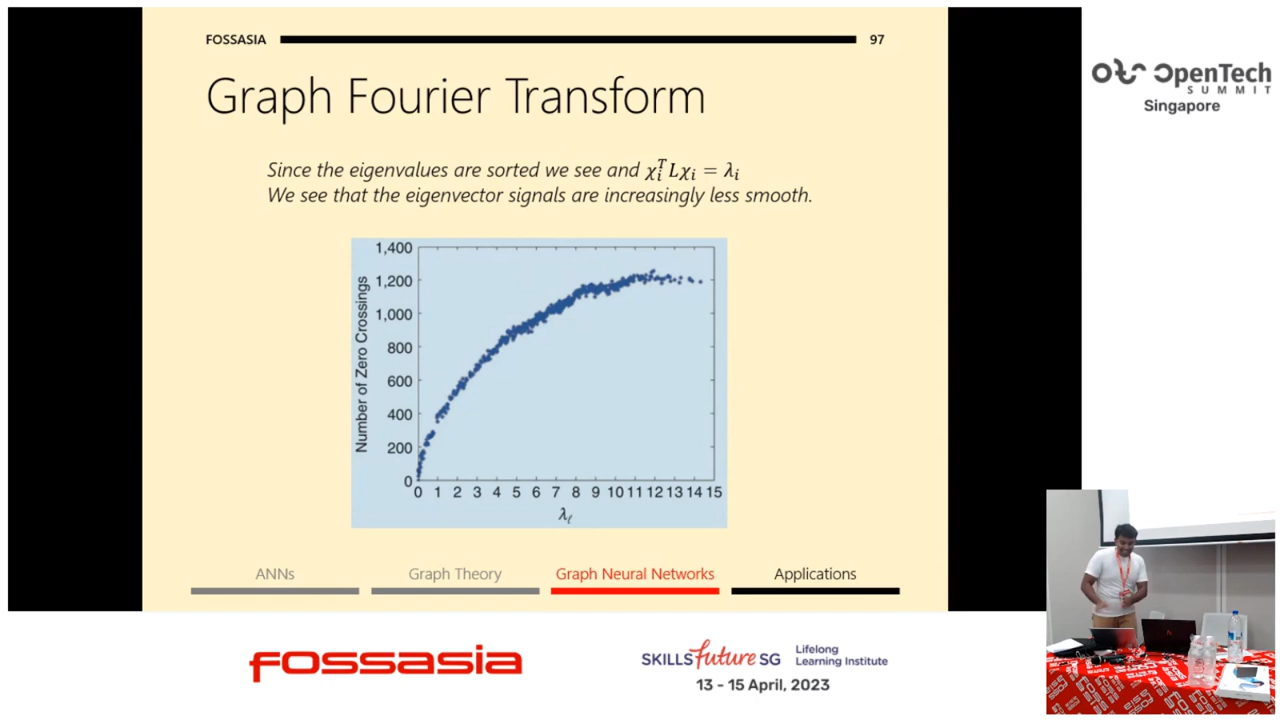 FOSSASIA
97
Graph Fourier Transform
Since the eigenvalues are sorted we see and χᵢᵀLχᵢ = λᵢ
We see that the eigenvector signals are increasingly less smooth.
1,400
1,200
1,000
800
600
400
200
0
Number of Zero Crossings
0 1 2 3 4 5 6 7 8 9 10 11 12 13 14 15
λℓ
ANNs
Graph Theory
Graph Neural Networks
Applications
OpenTech
SUMMIT
Singapore
FOSSASIA
SKILLSfuture SG
Lifelong
Learning Institute
13 - 15 April, 2023